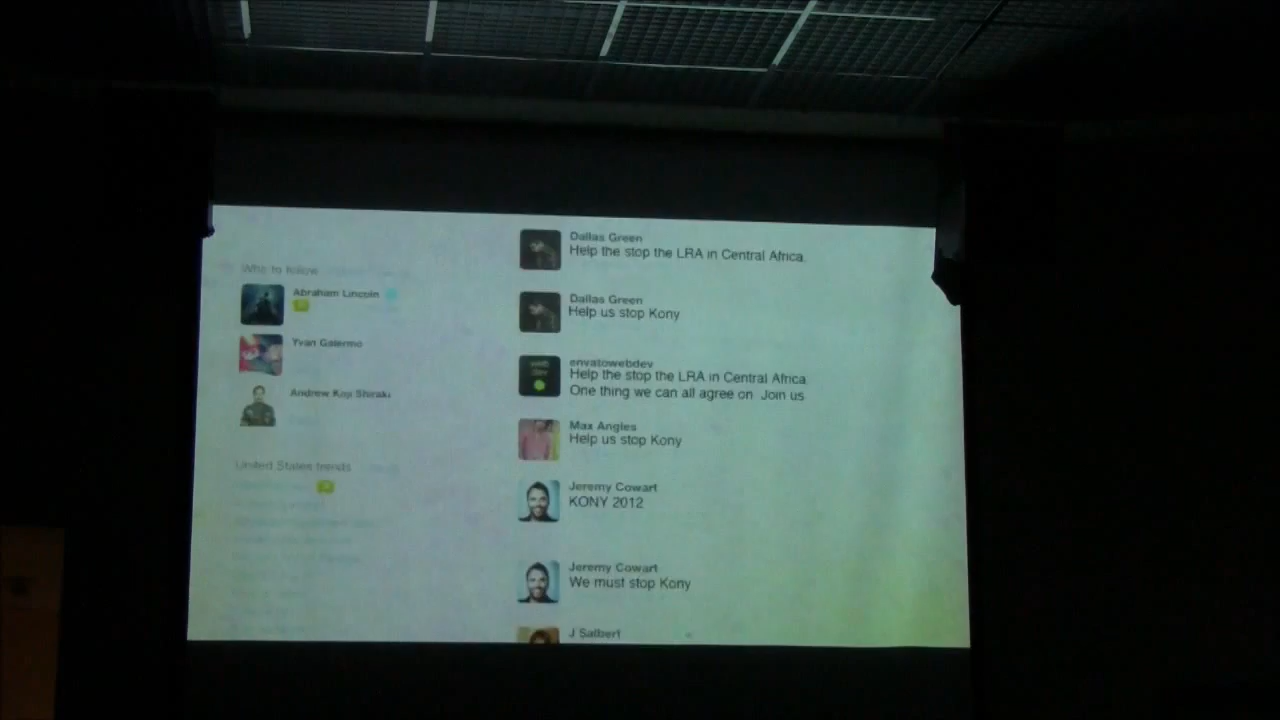 Who to follow
Abraham Lincoln
Yvan Galermo
Andrew Koji Shiraki
United States trends
Dallas Green
Help the stop the LRA in Central Africa.
Dallas Green
Help us stop Kony
envatowebdev
Help the stop the LRA in Central Africa
One thing we can all agree on Join us
Max Angles
Help us stop Kony
Jeremy Cowart
KONY 2012
Jeremy Cowart
We must stop Kony
J Salbert